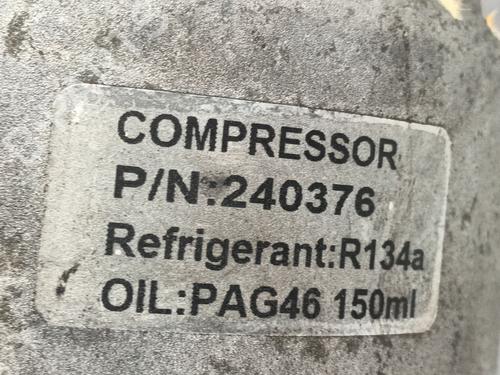 COMPRESSOR
P/N:240376
Refrigerant:R134a
OIL:PAG46 150ml